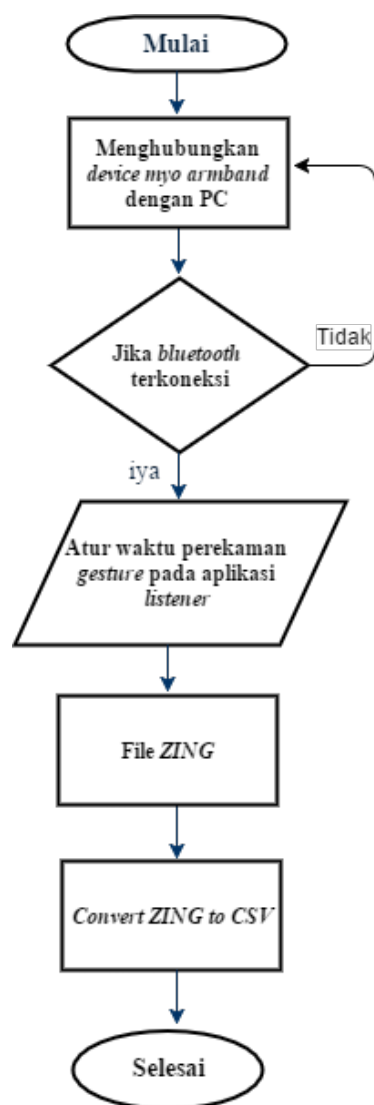 Mulai
Menghubungkan
device myo armband
dengan PC
Jika bluetooth
terkoneksi
Tidak
iya
Atur waktu perekaman
gesture pada aplikasi
listener
File ZING
Convert ZING to CSV
Selesai